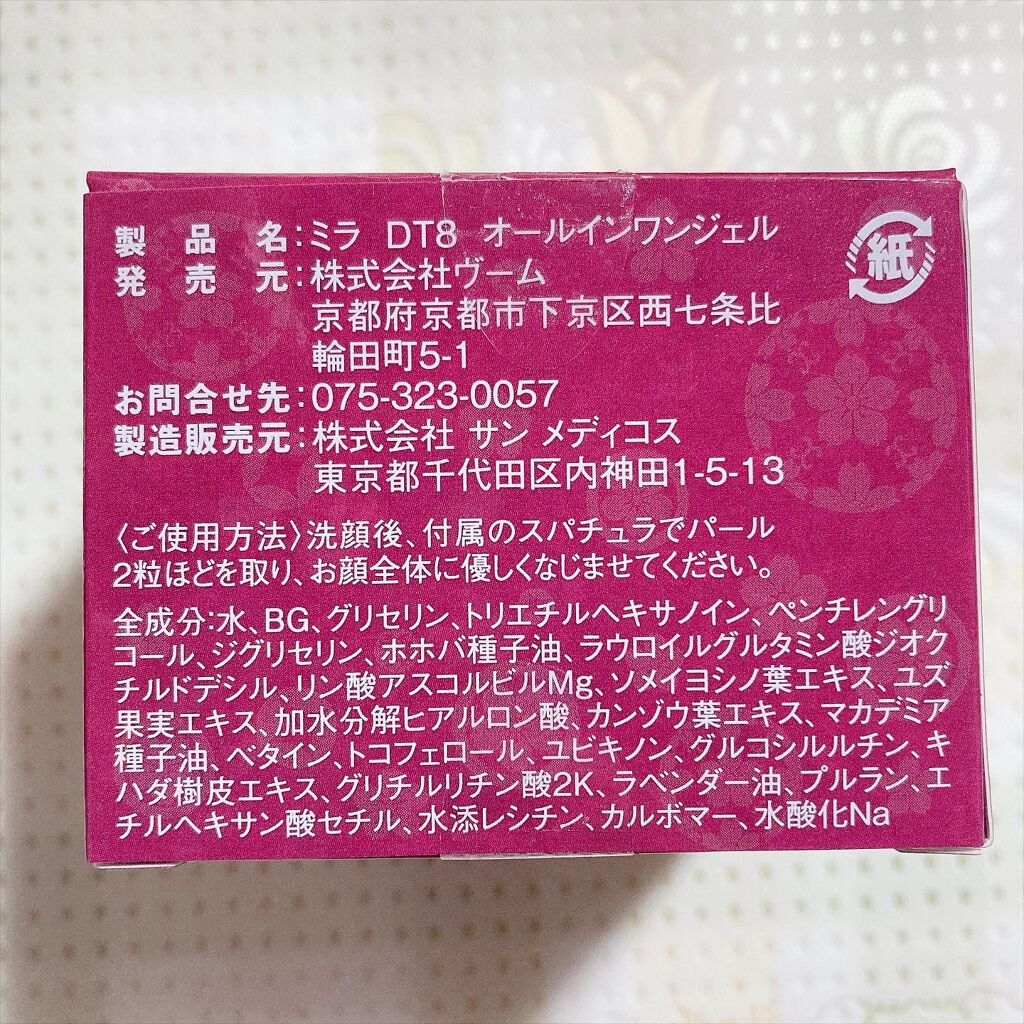 製品名:ミラ DT8 オールインワンジェル
紙
発売元:株式会社ヴーム
京都府京都市下京区西七条比
輪田町5-1
お問合せ先:075-323-0057
製造販売元:株式会社 サン メディコス
東京都千代田区内神田1-5-13
〈ご使用方法〉洗顔後、付属のスパチュラでパール
2粒ほどを取り、お顔全体に優しくなじませてください。
全成分:水、BG、グリセリン、トリエチルヘキサノイン、ペンチレングリ
コール、ジグリセリン、ホホバ種子油、ラウロイルグルタミン酸ジオク
チルドデシル、リン酸アスコルビルMg、ソメイヨシノ葉エキス、ユズ
果実エキス、加水分解ヒアルロン酸、カンゾウ葉エキス、マカデミア
種子油、ベタイン、トコフェロール、ユビキノン、グルコシルルチン、キ
ハダ樹皮エキス、グリチルリチン酸2K、ラベンダー油、プルラン、エ
チルヘキサン酸セチル、水添レシチン、カルボマー、水酸化Na